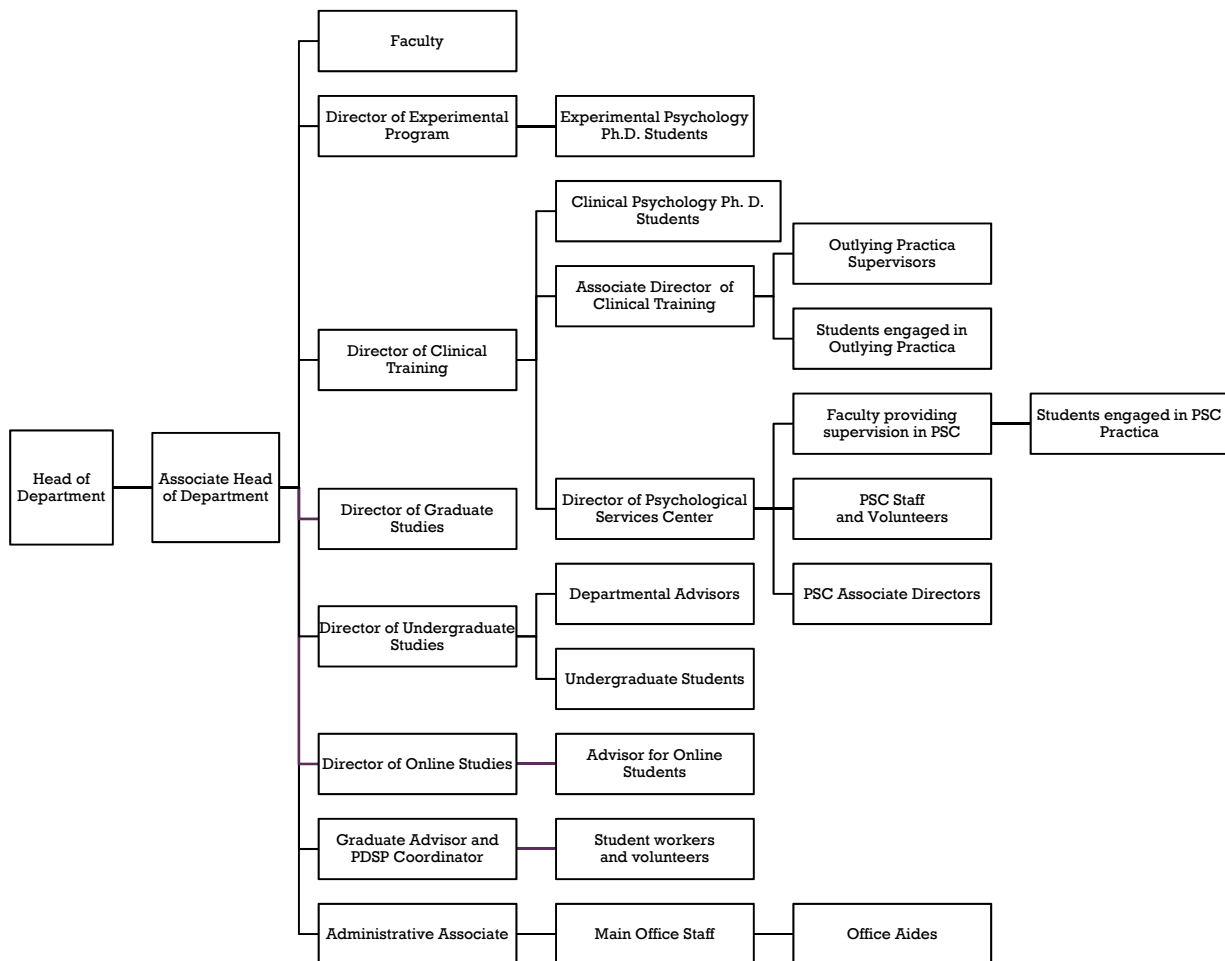 Faculty
Director of Experimental
Program
Experimental Psychology
Ph.D. Students
Clinical Psychology Ph. D.
Students
Outlying Practica
Supervisors
Associate Director of
Clinical Training
Students engaged in
Outlying Practica
Director of Clinical
Training
Faculty providing
supervision in PSC
Students engaged in PSC
Practica
Head of
Department
Associate Head
of Department
Director of Graduate
Studies
Director of Psychological
Services Center
PSC Staff
and Volunteers
Departmental Advisors
PSC Associate Directors
Director of Undergraduate
Studies
Undergraduate Students
Director of Online Studies
Advisor for Online
Students
Graduate Advisor and
PDSP Coordinator
Student workers
and volunteers
Administrative Associate
Main Office Staff
Office Aides